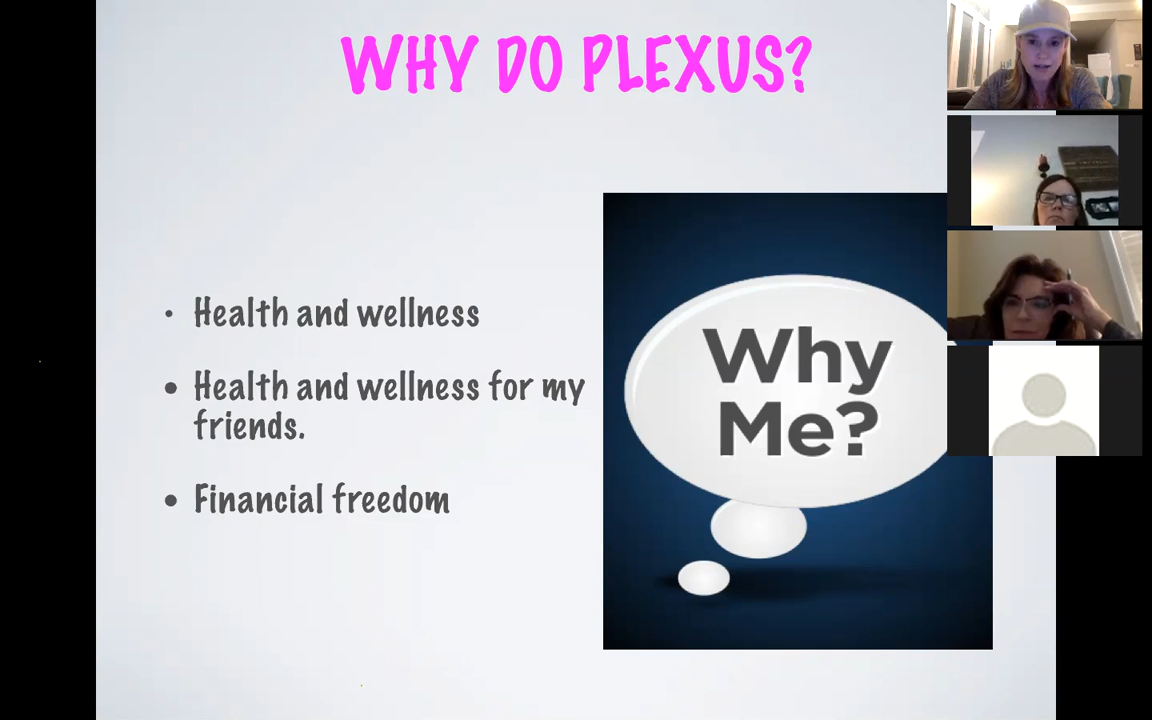 WHY DO PLEXUS?
• Health and wellness
• Health and wellness for my
friends.
• Financial freedom
Why
Me?